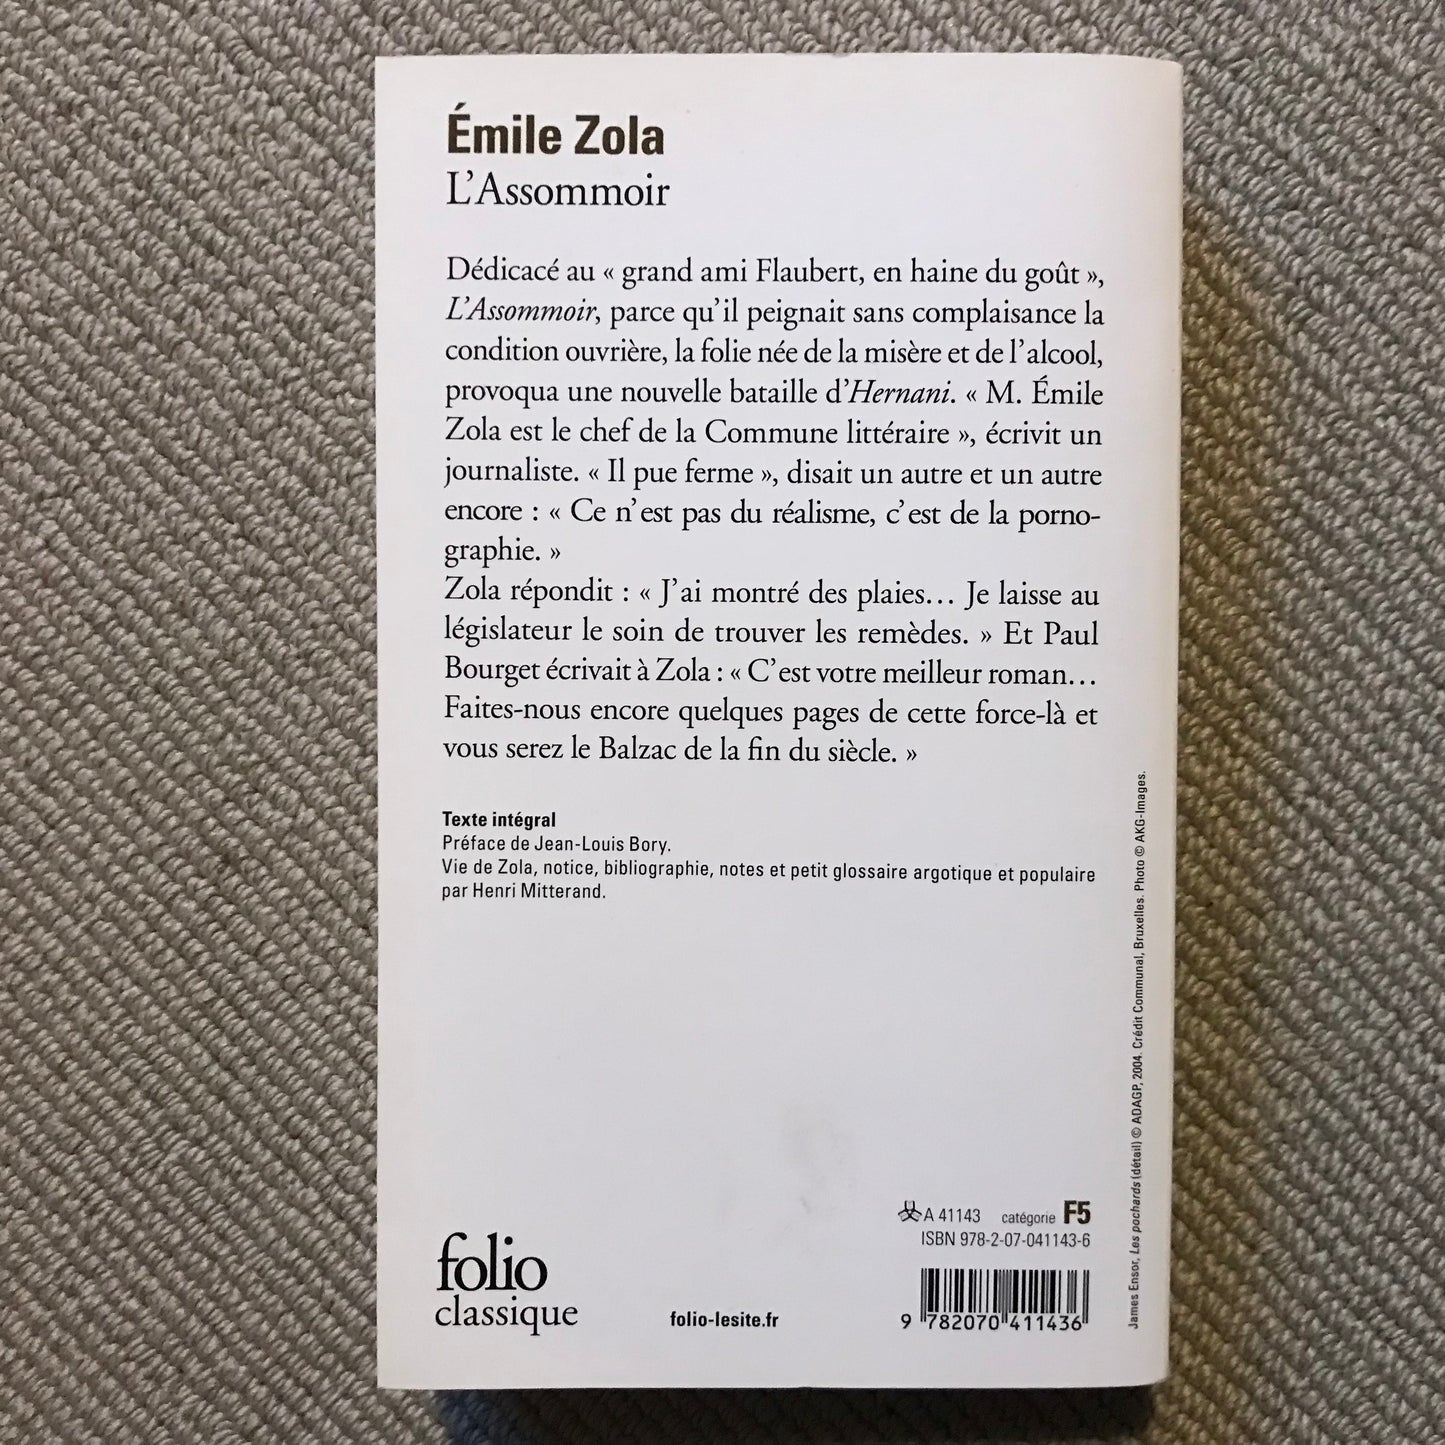 Émile Zola
L'Assommoir
Dédicacé au « grand ami Flaubert, en haine du goût »,
L'Assommoir, parce qu'il peignait sans complaisance la
condition ouvrière, la folie née de la misère et de l'alcool,
provoqua une nouvelle bataille d'Hernani. « M. Émile
Zola est le chef de la Commune littéraire », écrivit un
journaliste. « Il pue ferme », disait un autre et un autre
encore : « Ce n'est pas du réalisme, c'est de la porno-
graphie. »
Zola répondit : « J'ai montré des plaies… Je laisse au
législateur le soin de trouver les remèdes. » Et Paul
Bourget écrivait à Zola : « C'est votre meilleur roman…
Faites-nous encore quelques pages de cette force-là et
vous serez le Balzac de la fin du siècle. »
Texte intégral
Préface de Jean-Louis Bory.
Vie de Zola, notice, bibliographie, notes et petit glossaire argotique et populaire
par Henri Mitterand.
James Ensor, Les pochards (détail) © ADAGP, 2004. Crédit Communal, Bruxelles. Photo © AKG-Images.
A 41143 catégorie F5
ISBN 978-2-07-041143-6
folio
classique
folio-lesite.fr
9 782070 411436